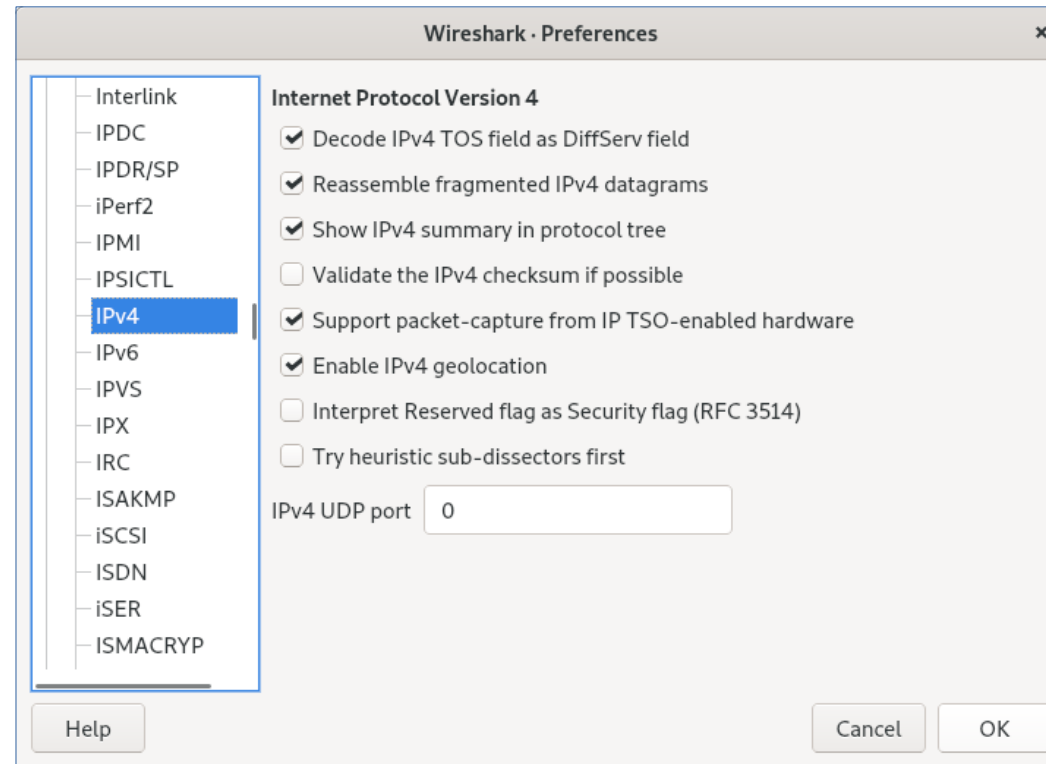 Wireshark · Preferences
×
Interlink
IPDC
IPDR/SP
iPerf2
IPMI
IPSICTL
IPv4
IPv6
IPVS
IPX
IRC
ISAKMP
iSCSI
ISDN
iSER
ISMACRYP
Internet Protocol Version 4
Decode IPv4 TOS field as DiffServ field
Reassemble fragmented IPv4 datagrams
Show IPv4 summary in protocol tree
Validate the IPv4 checksum if possible
Support packet-capture from IP TSO-enabled hardware
Enable IPv4 geolocation
Interpret Reserved flag as Security flag (RFC 3514)
Try heuristic sub-dissectors first
IPv4 UDP port 0
Help
Cancel
OK